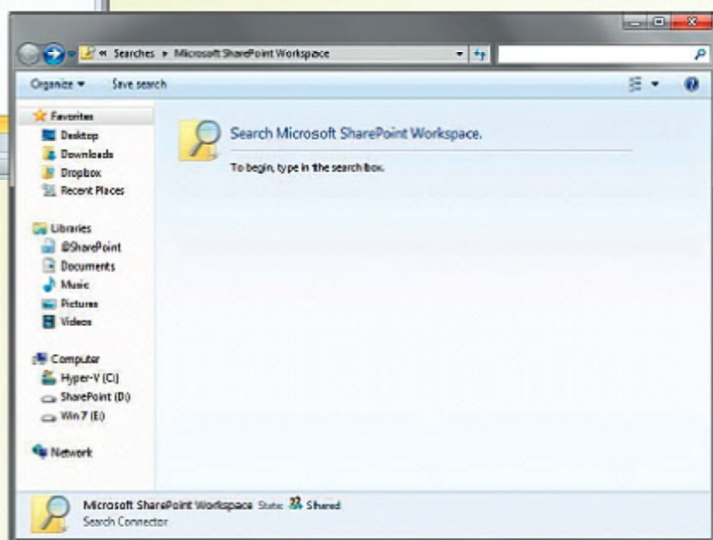 « Searches ▸ Microsoft SharePoint Workspace
Organize ▾ Save search
Favorites
Desktop
Downloads
Dropbox
Recent Places
Libraries
@SharePoint
Documents
Music
Pictures
Videos
Computer
Hyper-V (C:)
SharePoint (D:)
Win 7 (E:)
Network
Search Microsoft SharePoint Workspace.
To begin, type in the search box.
Microsoft SharePoint Workspace State: Shared
Search Connector